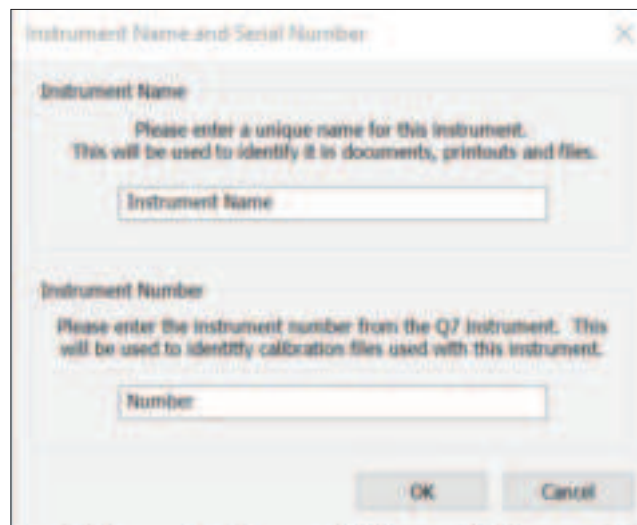 Instrument Name and Serial Number
Instrument Name
Please enter a unique name for this instrument.
This will be used to identify it in documents, printouts and files.
Instrument Name
Instrument Number
Please enter the instrument number from the Q7 Instrument. This
will be used to identitfy calibration files used with this instrument.
Number
OK
Cancel